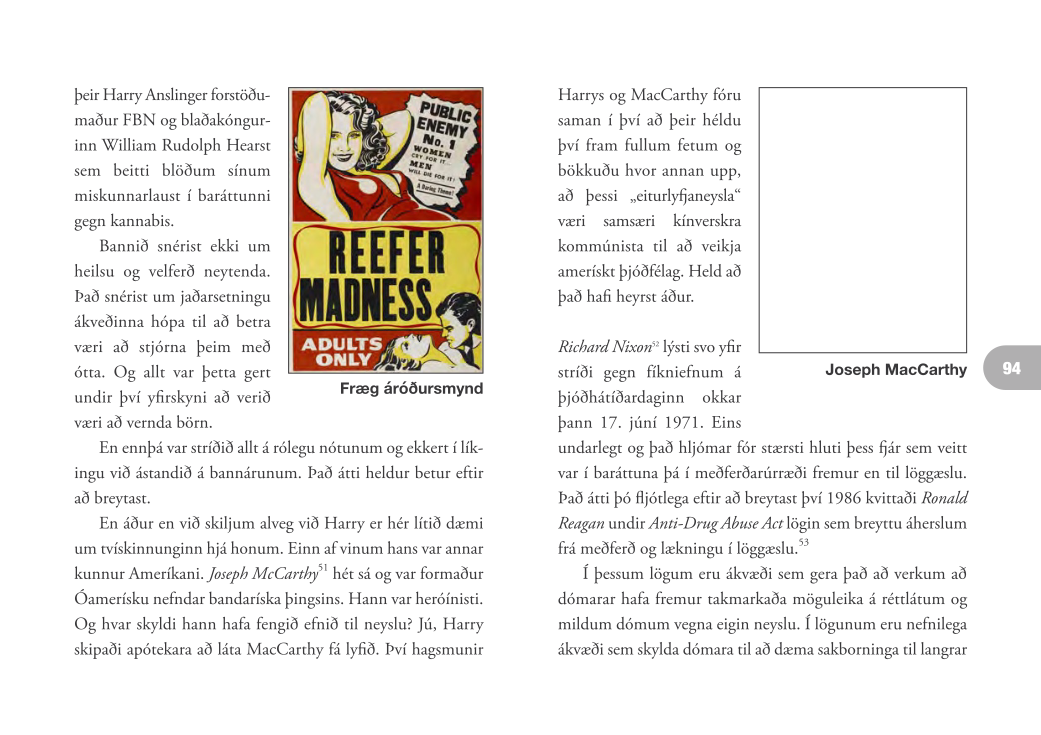 þeir Harry Anslinger forstöðu-
maður FBN og blaðakóngur-
inn William Rudolph Hearst
sem beitti blöðum sínum
miskunnarlaust í baráttunni
gegn kannabis.
Bannið snérist ekki um
heilsu og velferð neytenda.
Það snérist um jaðarsetningu
ákveðinna hópa til að betra
væri að stjórna þeim með
ótta. Og allt var þetta gert
undir því yfirskyni að verið
væri að vernda börn.
PUBLIC
ENEMY
No. 1
WOMEN
CRY FOR IT..
MEN
WILL DIE FOR IT!
A Daring Theme!
REEFER
MADNESS
ADULTS
ONLY
Fræg áróðursmynd
En ennþá var stríðið allt á rólegu nótunum og ekkert í lík-
ingu við ástandið á bannárunum. Það átti heldur betur eftir
að breytast.
En áður en við skiljum alveg við Harry er hér lítið dæmi
um tvískinnunginn hjá honum. Einn af vinum hans var annar
kunnur Ameríkani. Joseph McCarthy51 hét sá og var formaður
Óamerísku nefndar bandaríska þingsins. Hann var heróínisti.
Og hvar skyldi hann hafa fengið efnið til neyslu? Jú, Harry
skipaði apótekara að láta MacCarthy fá lyfið. Því hagsmunir
Harrys og MacCarthy fóru
saman í því að þeir héldu
því fram fullum fetum og
bökkuðu hvor annan upp,
að þessi „eiturlyfjaneysla“
væri samsæri kínverskra
kommúnista til að veikja
amerískt þjóðfélag. Held að
það hafi heyrst áður.
Joseph MacCarthy
94
Richard Nixon52 lýsti svo yfir
stríði gegn fíkniefnum á
þjóðhátíðardaginn okkar
þann 17. júní 1971. Eins
undarlegt og það hljómar fór stærsti hluti þess fjár sem veitt
var í baráttuna þá í meðferðarúrræði fremur en til löggæslu.
Það átti þó fljótlega eftir að breytast því 1986 kvittaði Ronald
Reagan undir Anti-Drug Abuse Act lögin sem breyttu áherslum
frá meðferð og lækningu í löggæslu.53
Í þessum lögum eru ákvæði sem gera það að verkum að
dómarar hafa fremur takmarkaða möguleika á réttlátum og
mildum dómum vegna eigin neyslu. Í lögunum eru nefnilega
ákvæði sem skylda dómara til að dæma sakborninga til langrar